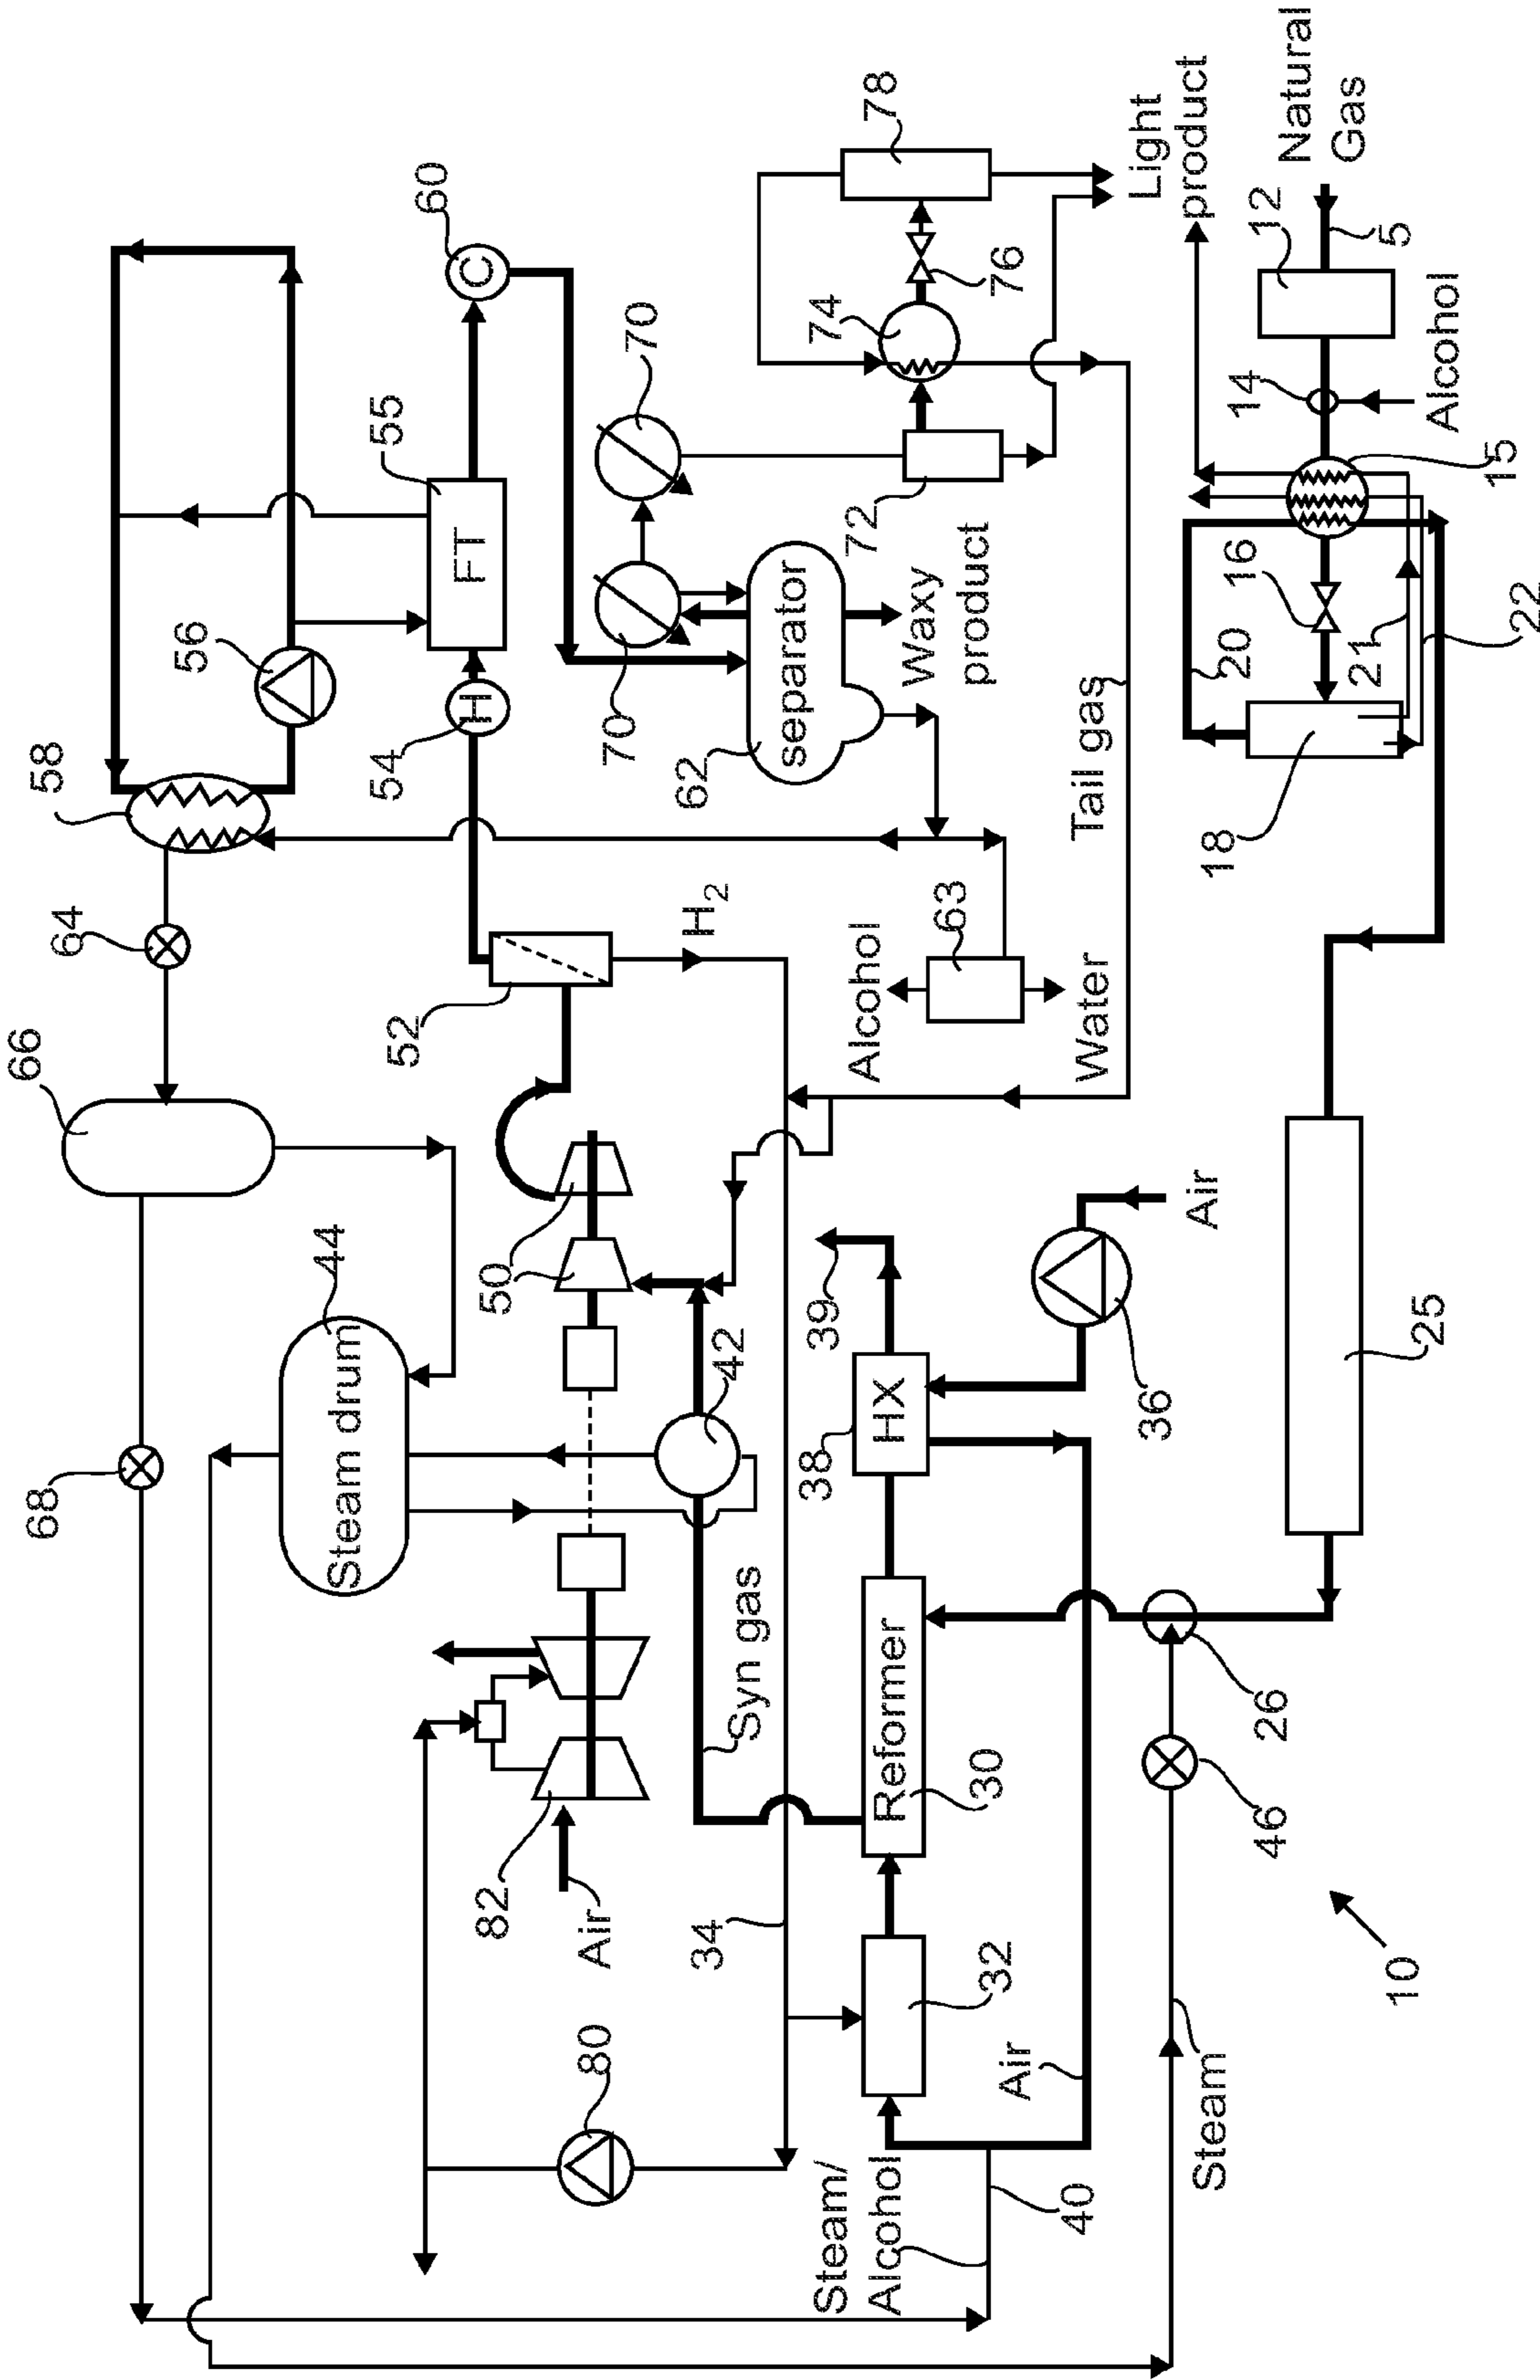 68
66
64
58
56
44
Steam drum
52
54
55
60
FT
H
C
82
50
80
Air
70
70
34
Syn gas
42
H2
62
separator
39
38
HX
74
72
78
Steam/
Alcohol
Reformer
30
32
Alcohol
63
Waxy
product
76
Air
40
Water
Tail gas
36
Air
Light
product
Steam
46
26
18
20
16
14
12
Natural
Gas
10
25
21
22
15
Alcohol
5